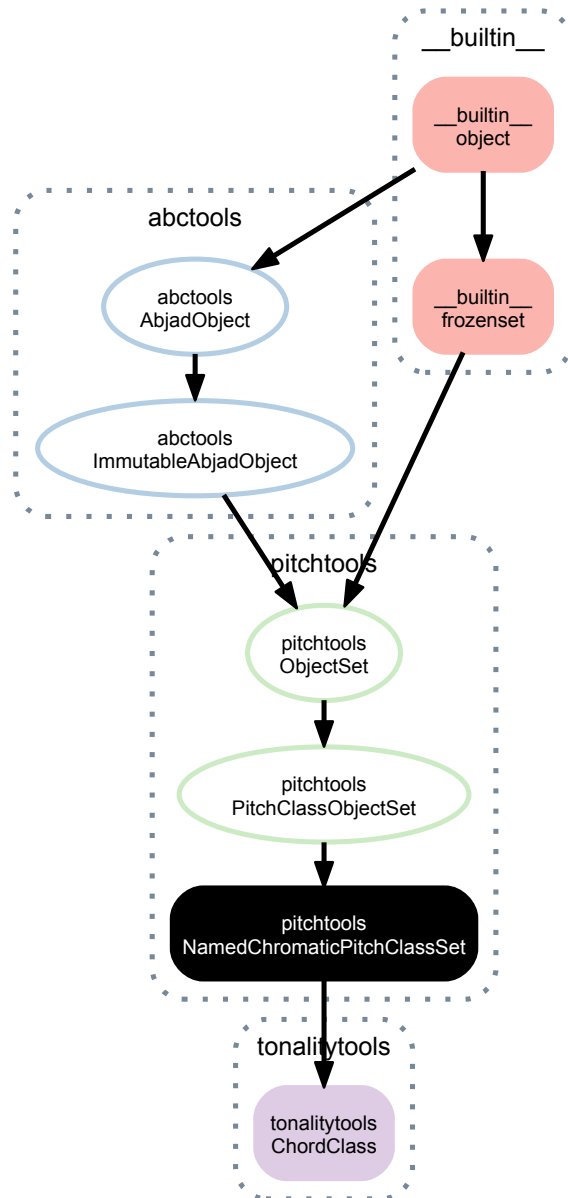 __builtin__
__builtin__
object
abctools
abctools
AbjadObject
__builtin__
frozenset
abctools
ImmutableAbjadObject
pitchtools
pitchtools
ObjectSet
pitchtools
PitchClassObjectSet
pitchtools
NamedChromaticPitchClassSet
tonalitytools
tonalitytools
ChordClass